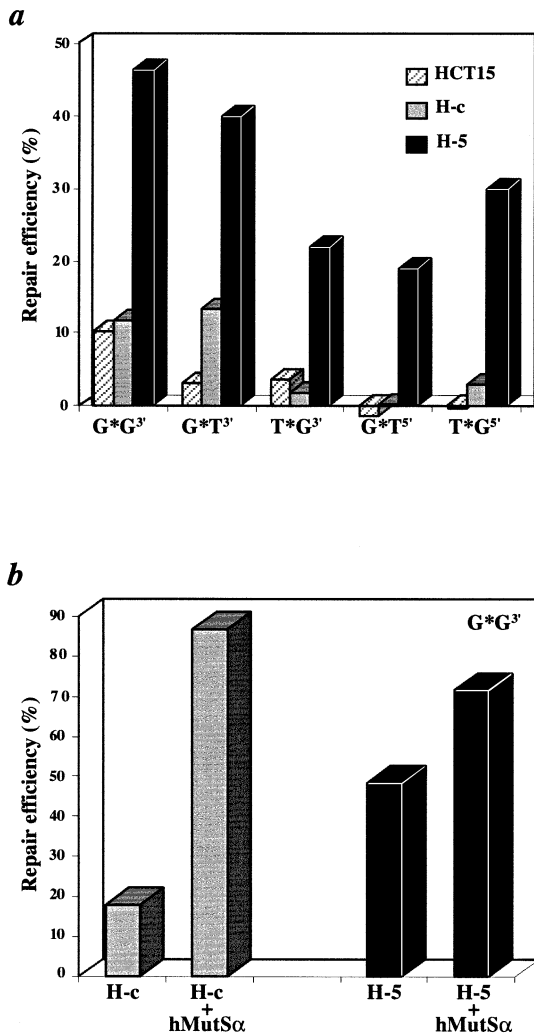 a
50
40
30
20
10
0
Repair efficiency (%)
HCT15
H-c
H-5
G*G3' G*T3' T*G3' G*T5' T*G5'
b
90
80
70
60
50
40
30
20
10
0
Repair efficiency (%)
G*G3'
H-c H-c + hMutSα H-5 H-5 + hMutSα